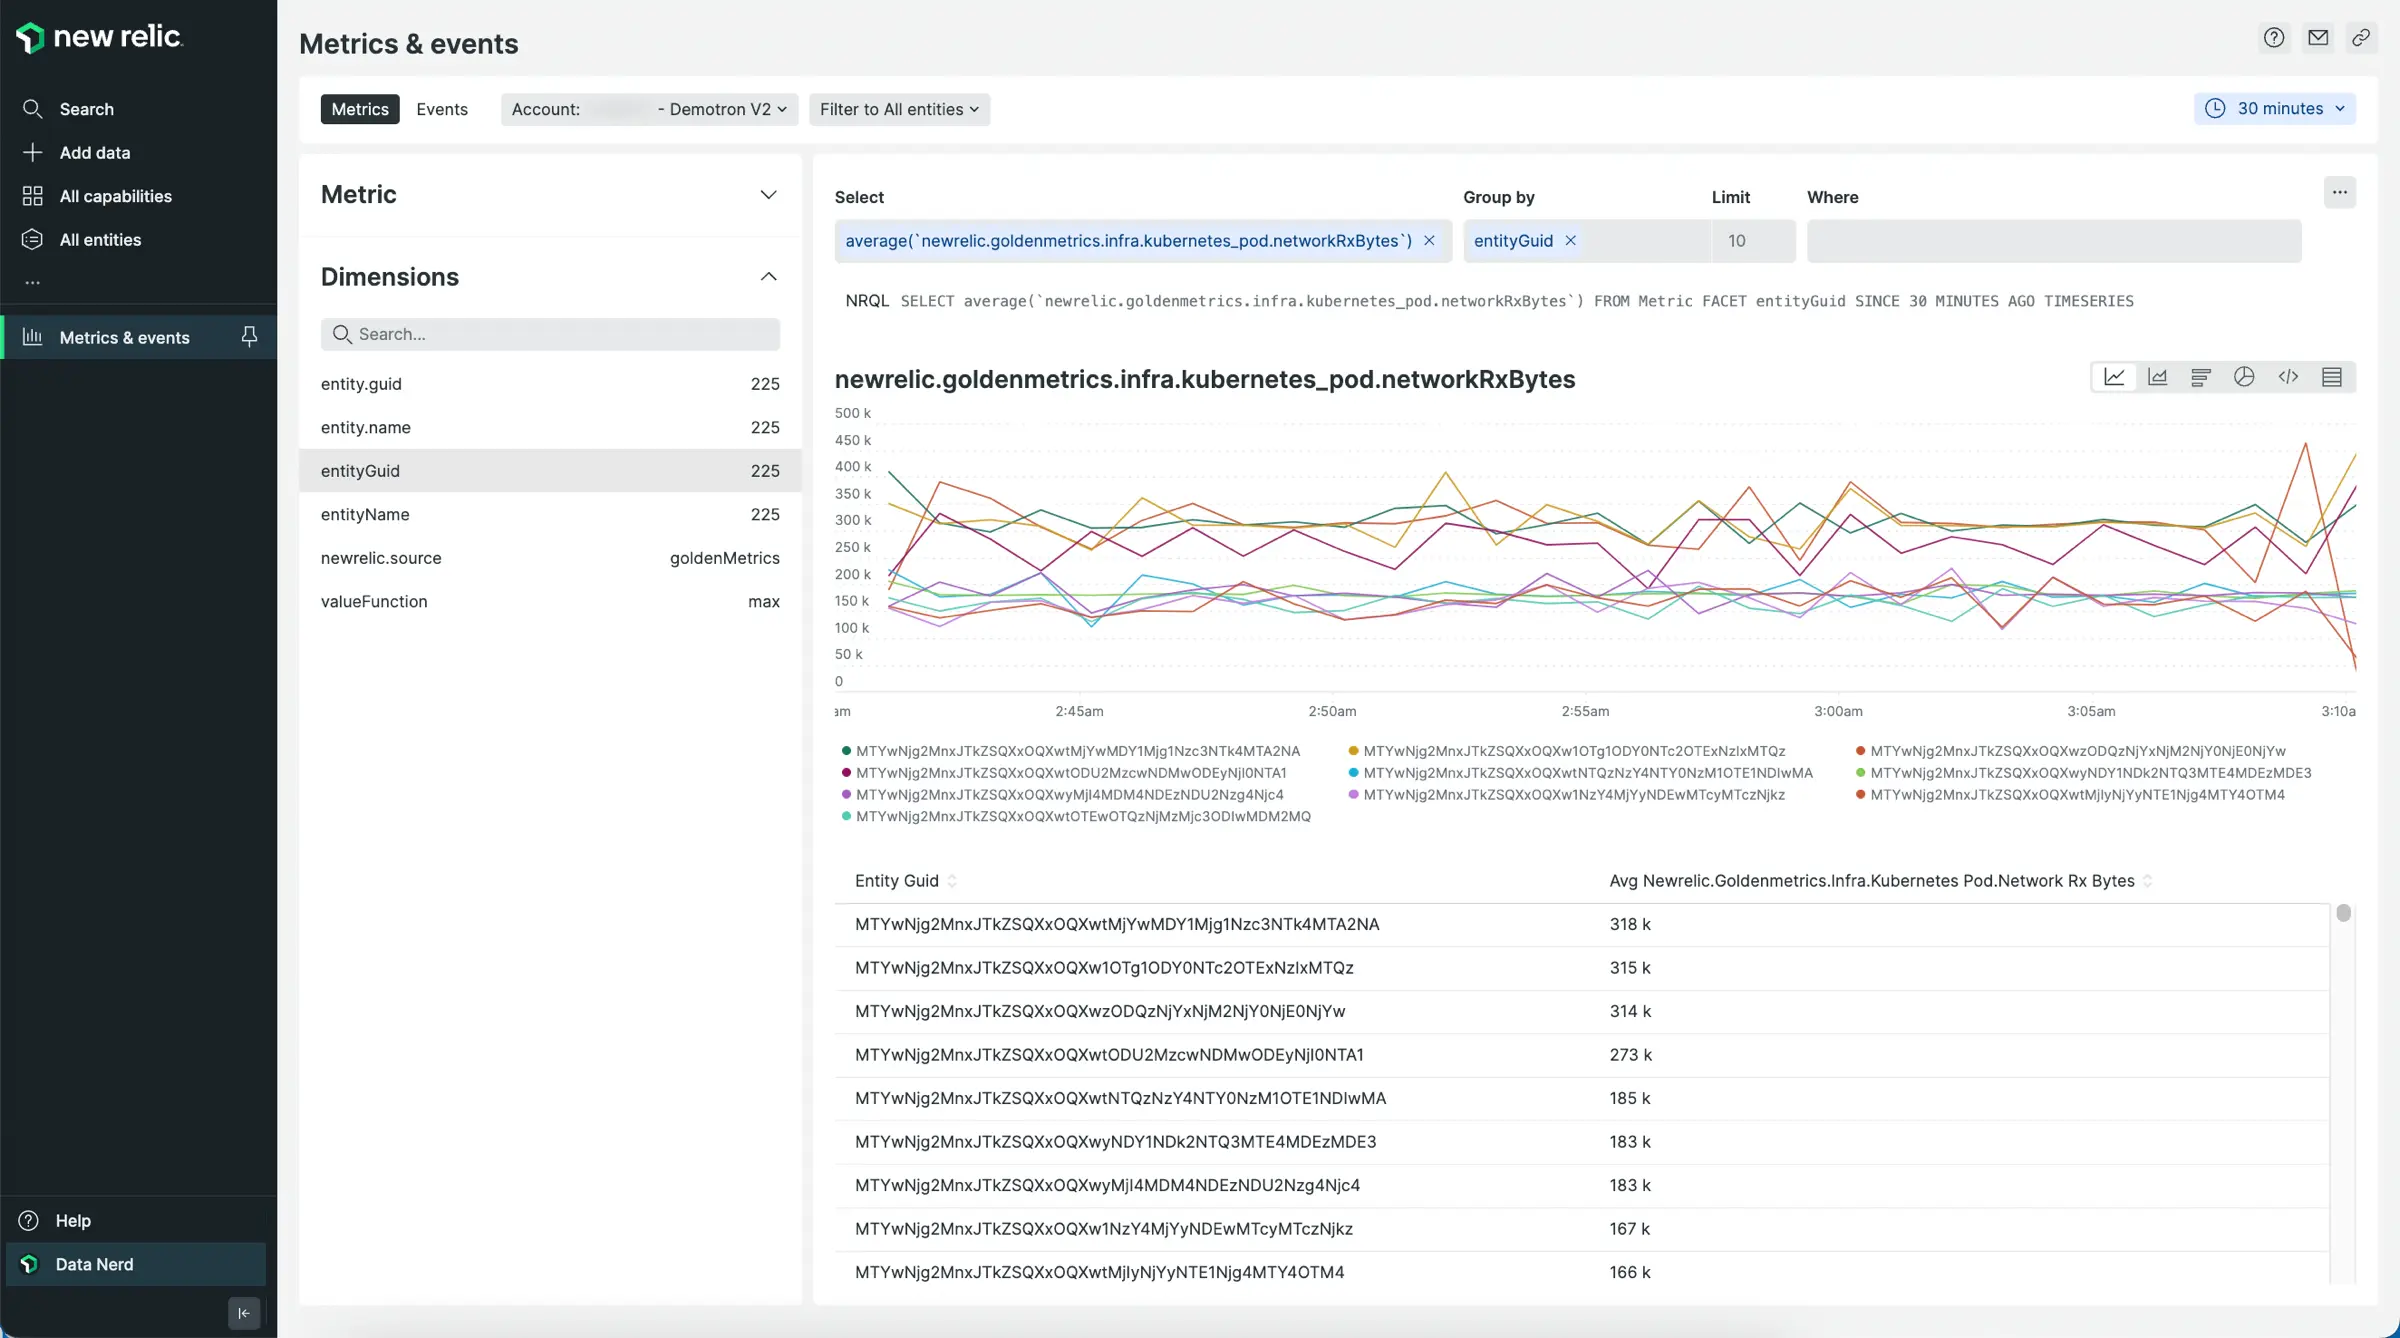 new relic.
Search
Add data
All capabilities
All entities
...
Metrics & events
Help
Data Nerd
Metrics & events
Metrics Events Account: - Demotron V2 Filter to All entities 30 minutes
Metric
Dimensions
Search...
entity.guid 225
entity.name 225
entityGuid 225
entityName 225
newrelic.source goldenMetrics
valueFunction max
Select Group by Limit Where
average(`newrelic.goldenmetrics.infra.kubernetes_pod.networkRxBytes`) × entityGuid × 10
NRQL SELECT average(`newrelic.goldenmetrics.infra.kubernetes_pod.networkRxBytes`) FROM Metric FACET entityGuid SINCE 30 MINUTES AGO TIMESERIES
newrelic.goldenmetrics.infra.kubernetes_pod.networkRxBytes
500 k
450 k
400 k
350 k
300 k
250 k
200 k
150 k
100 k
50 k
0
am 2:45am 2:50am 2:55am 3:00am 3:05am 3:10a
MTYwNjg2MnxJTkZSQXxOQXwtMjYwMDY1Mjg1Nzc3NTk4MTA2NA MTYwNjg2MnxJTkZSQXxOQXw1OTg1ODY0NTc2OTExNzIxMTQz MTYwNjg2MnxJTkZSQXxOQXwzODQzNjYxNjM2NjY0NjE0NjYw
MTYwNjg2MnxJTkZSQXxOQXwtODU2MzcwNDMwODEyNjI0NTA1 MTYwNjg2MnxJTkZSQXxOQXwtNTQzNzY4NTY0NzM1OTE1NDIwMA MTYwNjg2MnxJTkZSQXxOQXwyNDY1NDk2NTQ3MTE4MDEzMDE3
MTYwNjg2MnxJTkZSQXxOQXwyMjI4MDM4NDEzNDU2Nzg4Njc4 MTYwNjg2MnxJTkZSQXxOQXw1NzY4MjYyNDEwMTcyMTczNjkz MTYwNjg2MnxJTkZSQXxOQXwtMjIyNjYyNTE1Njg4MTY4OTM4
MTYwNjg2MnxJTkZSQXxOQXwtOTEwOTQzNjMzMjc3ODIwMDM2MQ
Entity Guid Avg Newrelic.Goldenmetrics.Infra.Kubernetes Pod.Network Rx Bytes
MTYwNjg2MnxJTkZSQXxOQXwtMjYwMDY1Mjg1Nzc3NTk4MTA2NA 318 k
MTYwNjg2MnxJTkZSQXxOQXw1OTg1ODY0NTc2OTExNzIxMTQz 315 k
MTYwNjg2MnxJTkZSQXxOQXwzODQzNjYxNjM2NjY0NjE0NjYw 314 k
MTYwNjg2MnxJTkZSQXxOQXwtODU2MzcwNDMwODEyNjI0NTA1 273 k
MTYwNjg2MnxJTkZSQXxOQXwtNTQzNzY4NTY0NzM1OTE1NDIwMA 185 k
MTYwNjg2MnxJTkZSQXxOQXwyNDY1NDk2NTQ3MTE4MDEzMDE3 183 k
MTYwNjg2MnxJTkZSQXxOQXwyMjI4MDM4NDEzNDU2Nzg4Njc4 183 k
MTYwNjg2MnxJTkZSQXxOQXw1NzY4MjYyNDEwMTcyMTczNjkz 167 k
MTYwNjg2MnxJTkZSQXxOQXwtMjIyNjYyNTE1Njg4MTY4OTM4 166 k